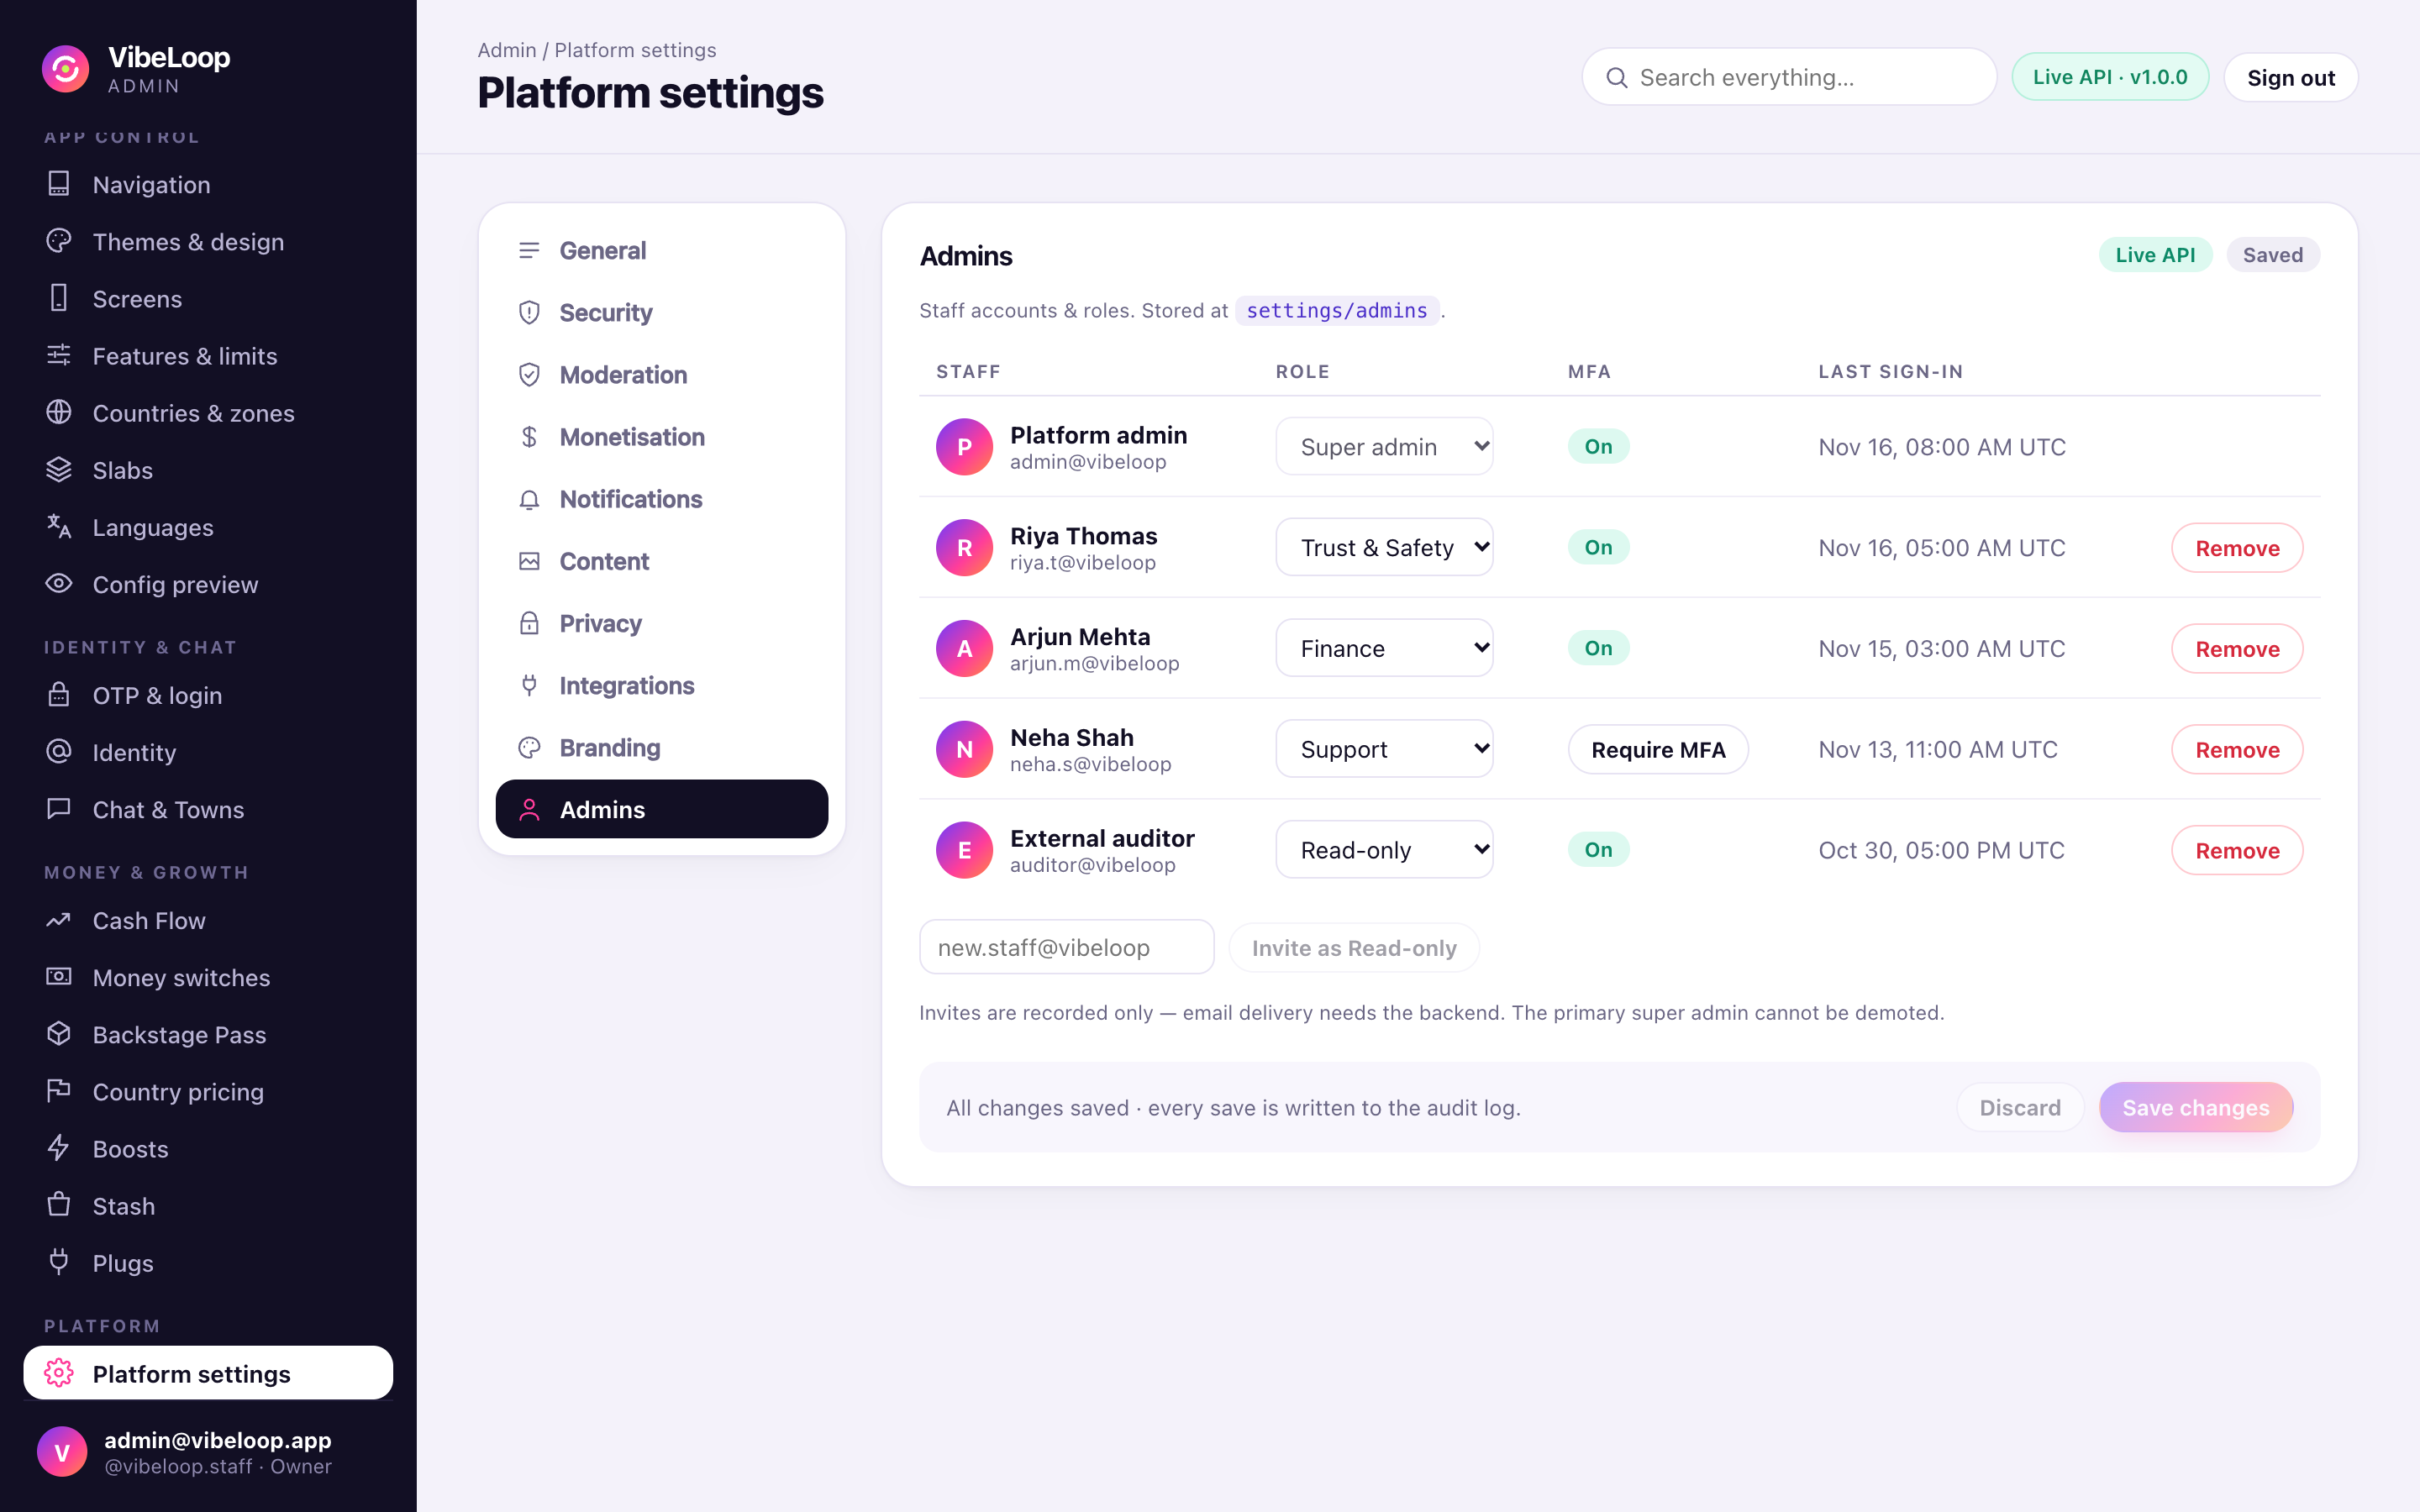 VibeLoop
ADMIN
APP CONTROL
Navigation
Themes & design
Screens
Features & limits
Countries & zones
Slabs
Languages
Config preview
IDENTITY & CHAT
OTP & login
Identity
Chat & Towns
MONEY & GROWTH
Cash Flow
Money switches
Backstage Pass
Country pricing
Boosts
Stash
Plugs
PLATFORM
Platform settings
V
admin@vibeloop.app
@vibeloop.staff · Owner
Admin / Platform settings
Platform settings
Search everything...
Live API · v1.0.0
Sign out
General
Security
Moderation
Monetisation
Notifications
Content
Privacy
Integrations
Branding
Admins
Admins
Live API
Saved
Staff accounts & roles. Stored at settings/admins.
STAFF ROLE MFA LAST SIGN-IN
P Platform admin Super admin On Nov 16, 08:00 AM UTC
admin@vibeloop
R Riya Thomas Trust & Safety On Nov 16, 05:00 AM UTC Remove
riya.t@vibeloop
A Arjun Mehta Finance On Nov 15, 03:00 AM UTC Remove
arjun.m@vibeloop
N Neha Shah Support Require MFA Nov 13, 11:00 AM UTC Remove
neha.s@vibeloop
E External auditor Read-only On Oct 30, 05:00 PM UTC Remove
auditor@vibeloop
new.staff@vibeloop Invite as Read-only
Invites are recorded only — email delivery needs the backend. The primary super admin cannot be demoted.
All changes saved · every save is written to the audit log. Discard Save changes